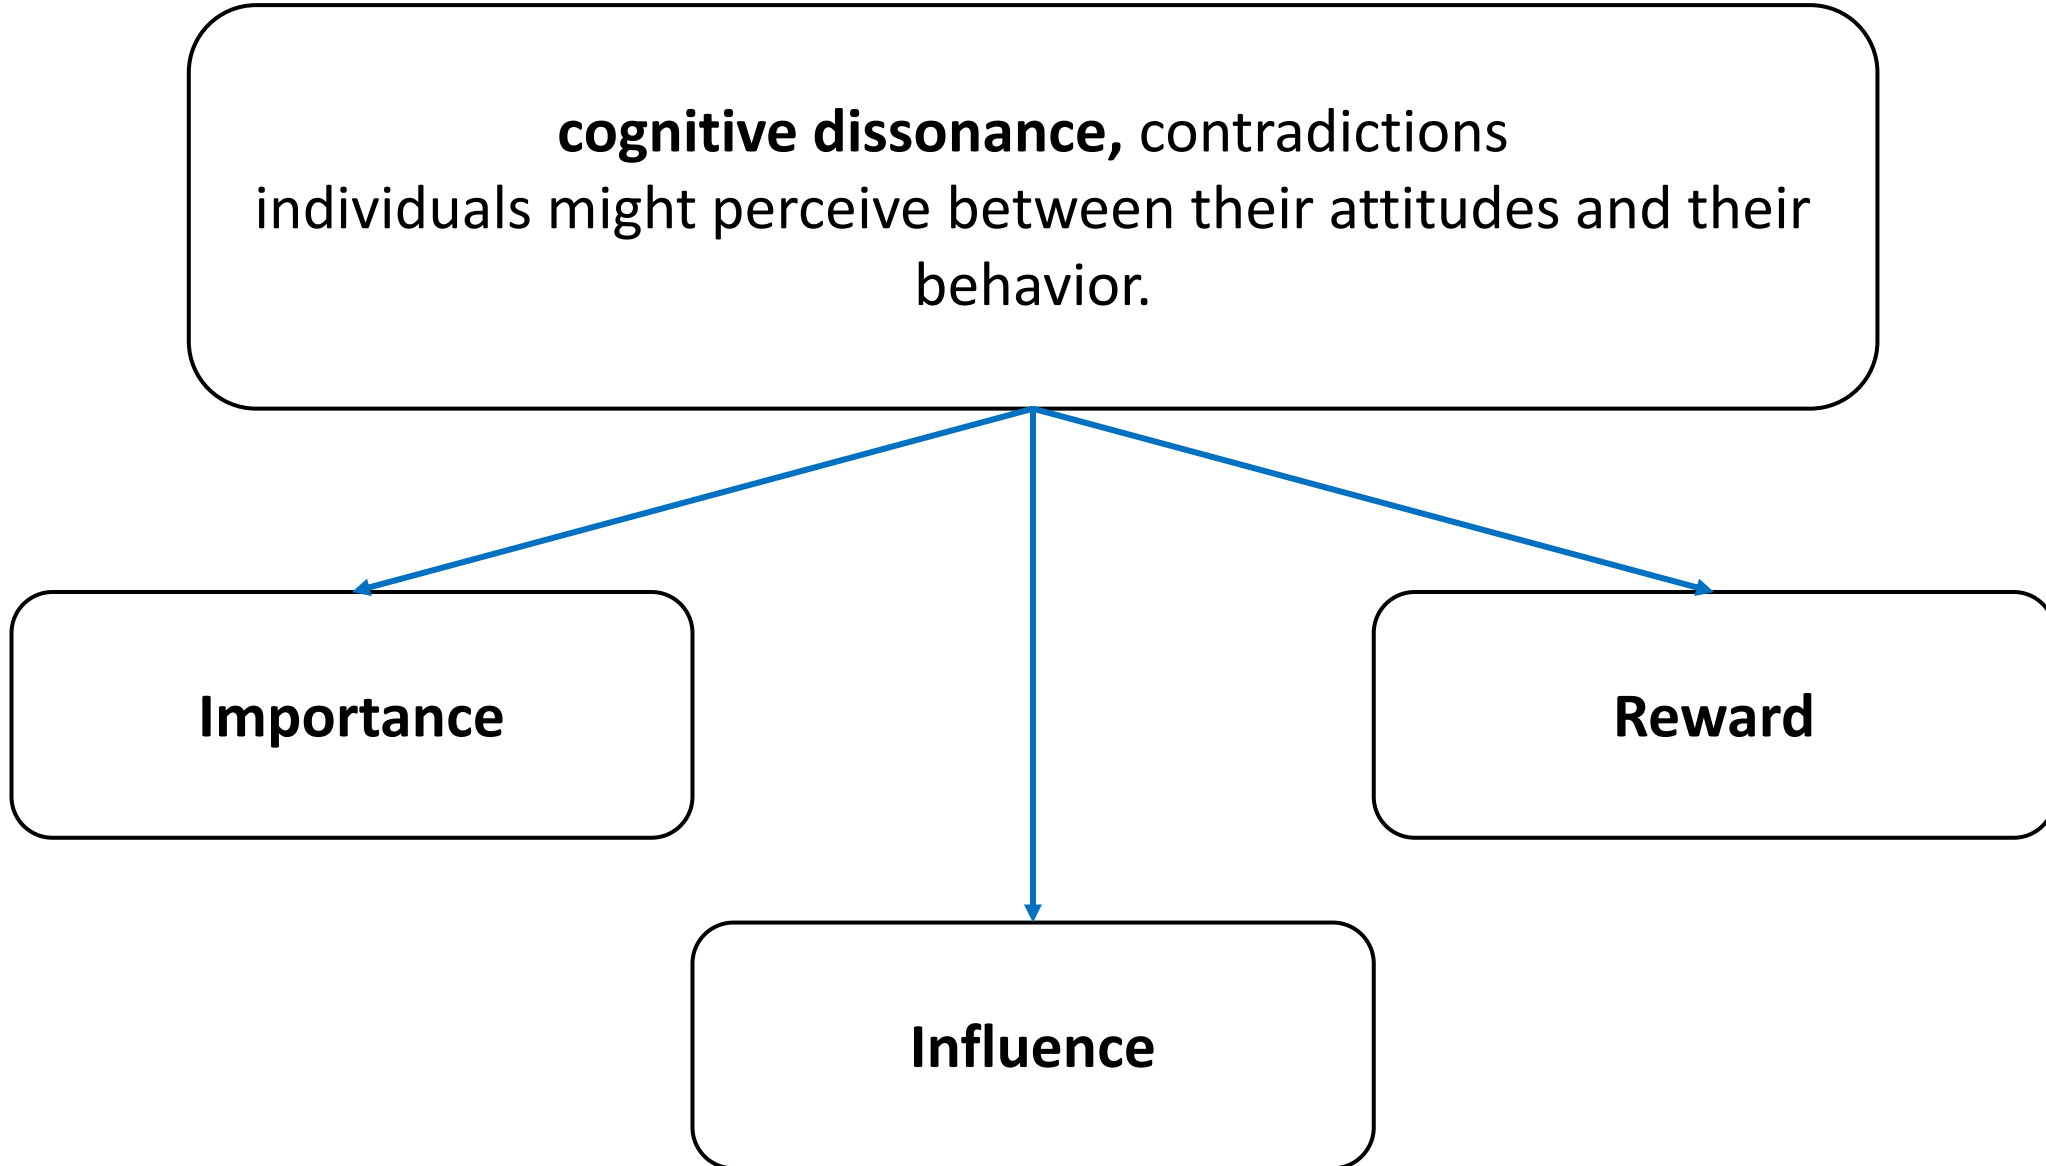 cognitive dissonance, contradictions
individuals might perceive between their attitudes and their
behavior.
Importance
Reward
Influence